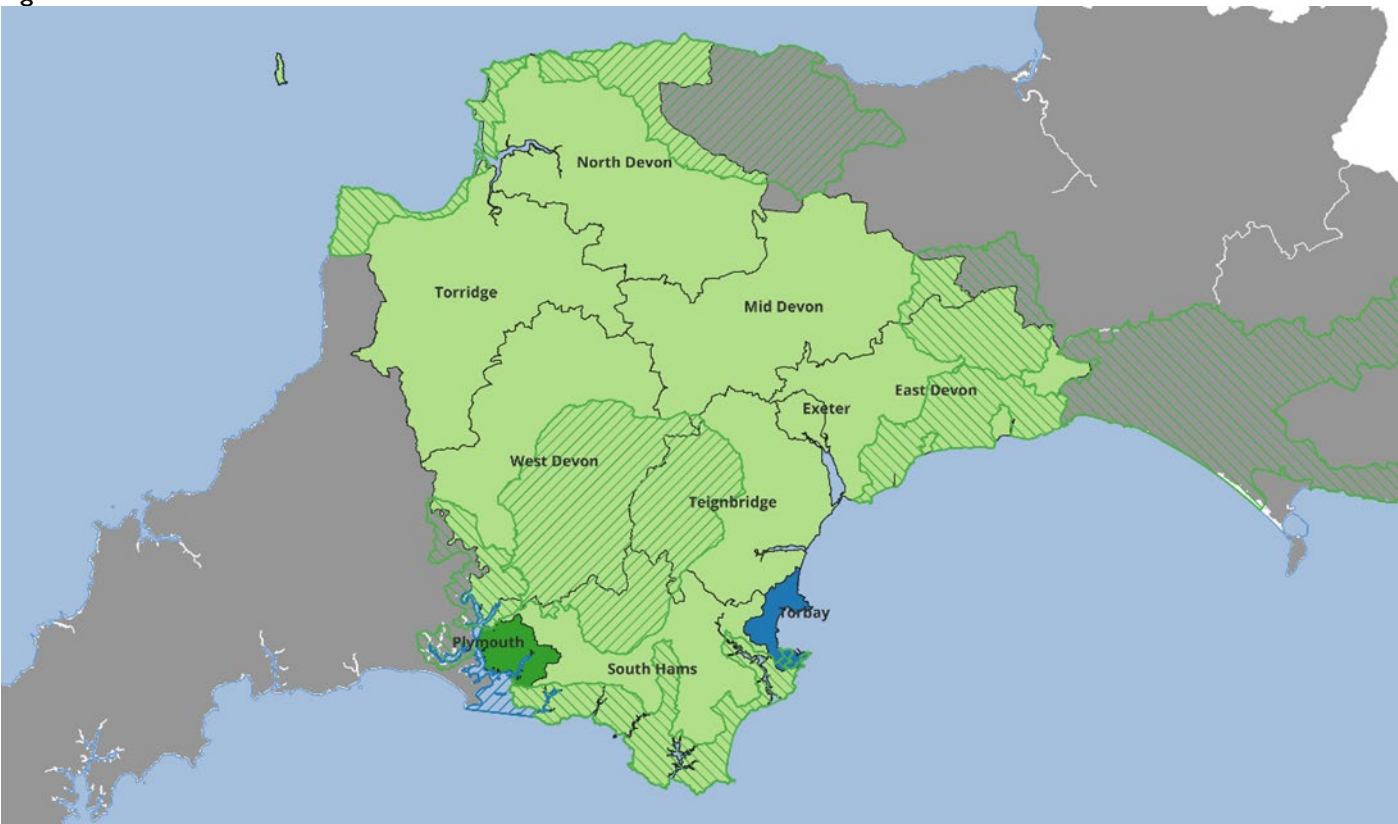 North Devon
Torridge
Mid Devon
East Devon
Exeter
West Devon
Teignbridge
Torbay
Plymouth
South Hams